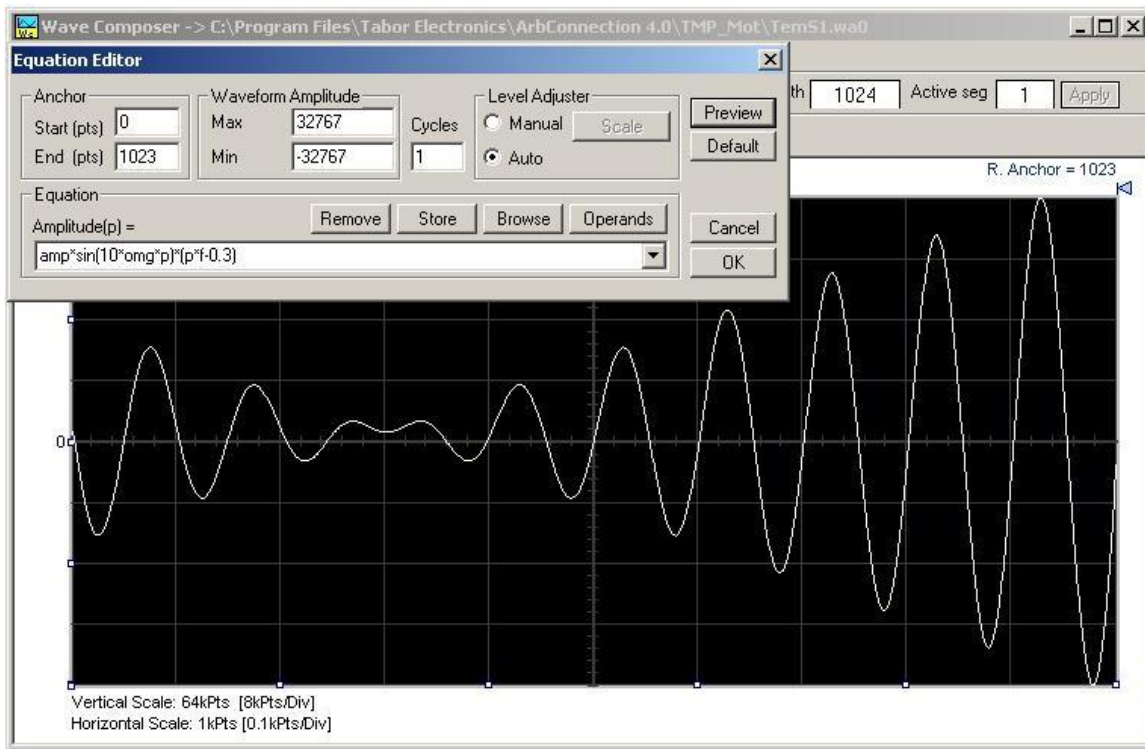 Wave Composer -> C:\Program Files\Tabor Electronics\ArbConnection 4.0\TMP_Mot\TemS1.wa0
Equation Editor
Anchor
Start (pts) 0
End (pts) 1023
Waveform Amplitude
Max 32767
Min -32767
Cycles
1
Level Adjuster
Manual Scale
Auto
Preview
Default
th 1024 Active seg 1 Apply
Equation
Amplitude(p) =
Remove Store Browse Operands
amp*sin(10*omg*p)*(p*f-0.3)
Cancel
OK
R. Anchor = 1023
0
Vertical Scale: 64kPts [8kPts/Div]
Horizontal Scale: 1kPts [0.1kPts/Div]